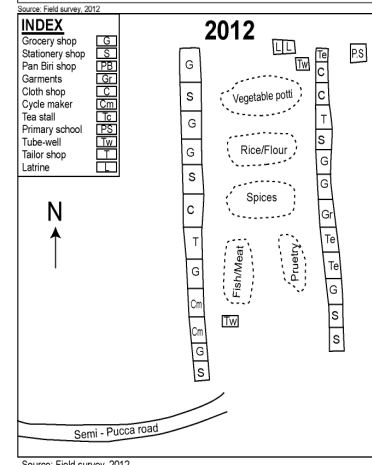 Source: Field survey, 2012
INDEX
Grocery shop G
Stationery shop S
Pan Biri shop PB
Garments Gr
Cloth shop C
Cycle maker Cm
Tea stall Tc
Primary school PS
Tube-well Tw
Tailor shop T
Latrine L
2012
L L
Tw
P.S
G
S
G
G
S
C
T
G
Cm
Cm
G
S
Vegetable potti
Rice/Flour
Spices
Fish/Meat
Pruetry
Tw
Te
C
C
T
S
G
G
Gr
Te
Te
G
S
S
N
Semi - Pucca road
Source: Field survey, 2012